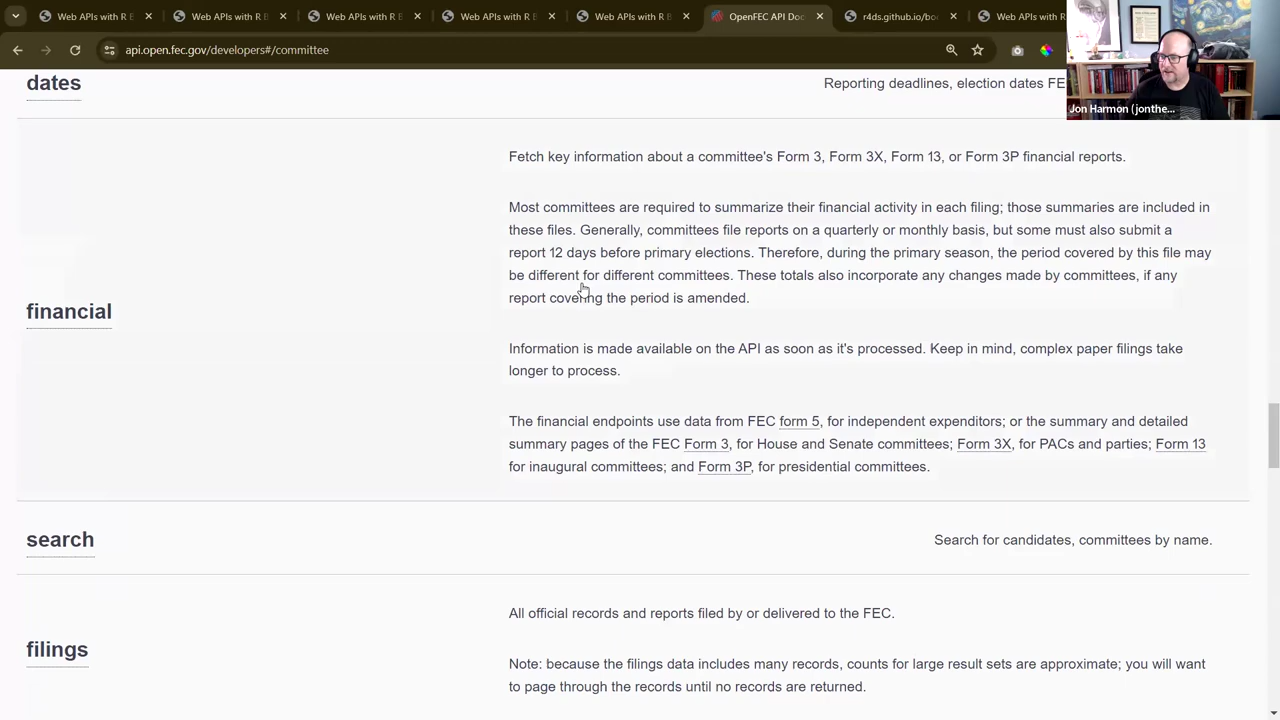 Web APIs with R B
Web APIs with R B
Web APIs with R B
Web APIs with R B
Web APIs with R B
OpenFEC API Doc
r4ds.github.io/bo
Web APIs with R
api.open.fec.gov/developers#/committee
Jon Harmon (jonthe...
dates
Reporting deadlines, election dates FE
Fetch key information about a committee's Form 3, Form 3X, Form 13, or Form 3P financial reports.
Most committees are required to summarize their financial activity in each filing; those summaries are included in
these files. Generally, committees file reports on a quarterly or monthly basis, but some must also submit a
report 12 days before primary elections. Therefore, during the primary season, the period covered by this file may
be different for different committees. These totals also incorporate any changes made by committees, if any
report covering the period is amended.
financial
Information is made available on the API as soon as it's processed. Keep in mind, complex paper filings take
longer to process.
The financial endpoints use data from FEC form 5, for independent expenditors; or the summary and detailed
summary pages of the FEC Form 3, for House and Senate committees; Form 3X, for PACs and parties; Form 13
for inaugural committees; and Form 3P, for presidential committees.
search
Search for candidates, committees by name.
All official records and reports filed by or delivered to the FEC.
filings
Note: because the filings data includes many records, counts for large result sets are approximate; you will want
to page through the records until no records are returned.